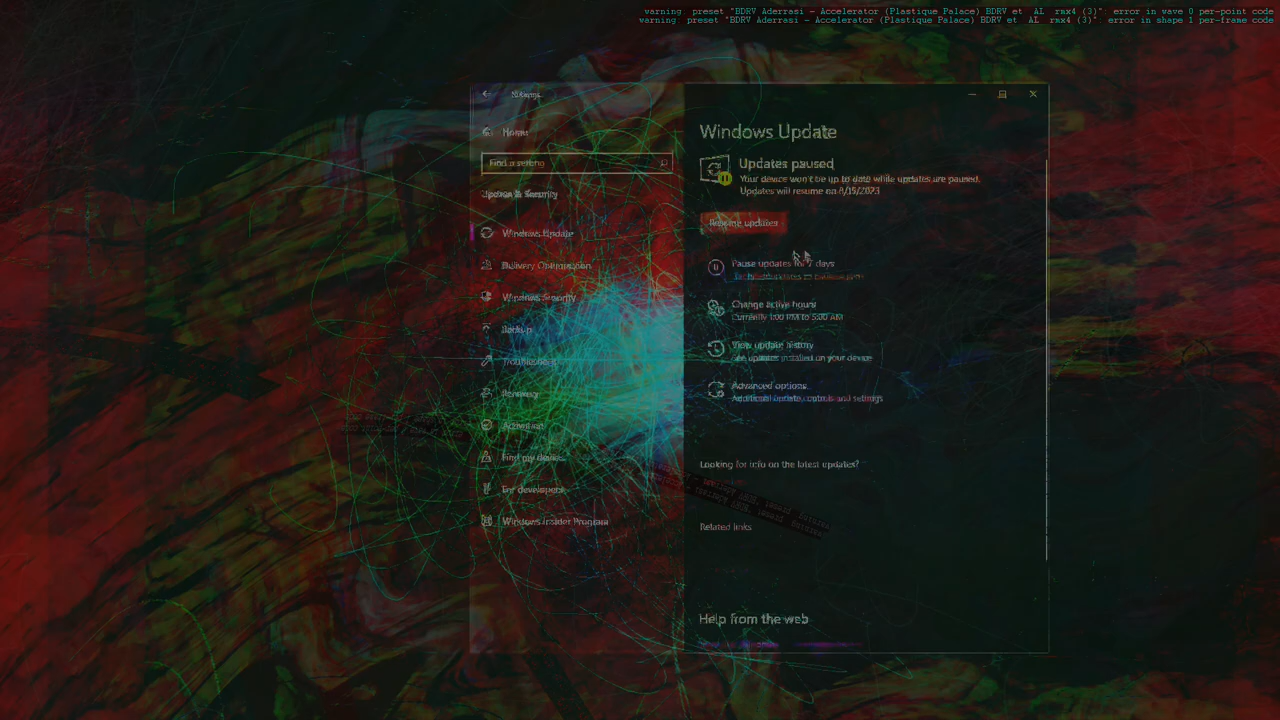 warning: preset "BDRV Aderrasi - Accelerator (Plastique Palace) BDRV et  AL  rmx4 (3)": error in wave 0 per-point code
warning: preset "BDRV Aderrasi - Accelerator (Plastique Palace) BDRV et  AL  rmx4 (3)": error in shape 1 per-frame code
Settings
Home
Find a setting
Update & Security
Windows Update
Delivery Optimization
Windows Security
Backup
Troubleshoot
Recovery
Activation
Find my device
For developers
Windows Insider Program
Windows Update
Updates paused
Your device won't be up to date while updates are paused.
Updates will resume on 8/15/2023
Resume updates
Pause updates for 7 days
Change active hours
Currently 1:00 PM to 5:00 AM
View update history
See updates installed on your device
Advanced options
Additional update controls and settings
Looking for info on the latest updates?
Related links
Help from the web